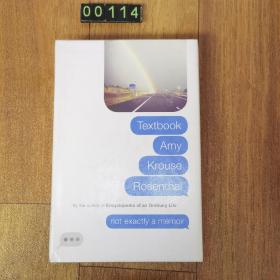 00114
Textbook
Amy
Krouse
Rosenthal
By the author of Encyclopedia of an Ordinary Life
not exactly a memoir